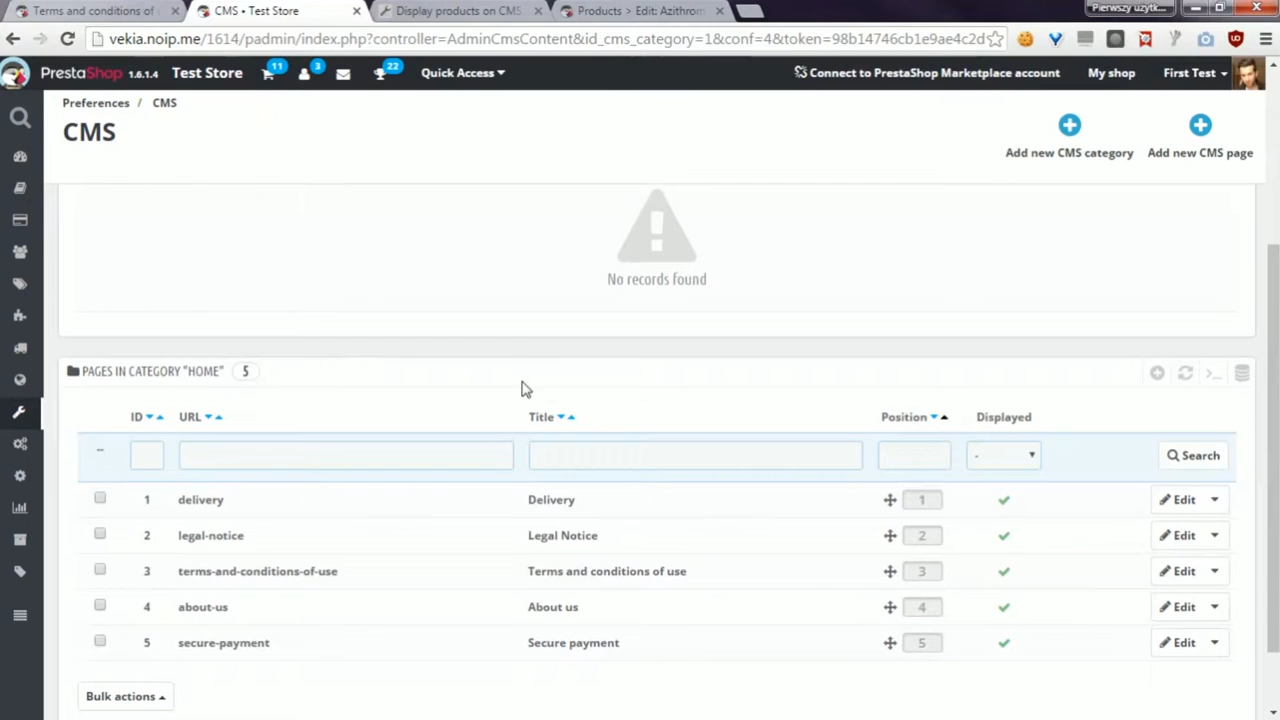 Terms and conditions of
CMS • Test Store
Display products on CMS
Products > Edit: Azithrom
Pierwszy użytk...
vekia.noip.me/1614/padmin/index.php?controller=AdminCmsContent&id_cms_category=1&conf=4&token=98b14746cb1e9ae4c2d
PrestaShop 1.6.1.4 Test Store 11 3 22 Quick Access Connect to PrestaShop Marketplace account My shop First Test
Preferences / CMS
CMS
Add new CMS category
Add new CMS page
No records found
PAGES IN CATEGORY "HOME" 5
ID URL Title Position Displayed
-- - Search
1 delivery Delivery 1 Edit
2 legal-notice Legal Notice 2 Edit
3 terms-and-conditions-of-use Terms and conditions of use 3 Edit
4 about-us About us 4 Edit
5 secure-payment Secure payment 5 Edit
Bulk actions